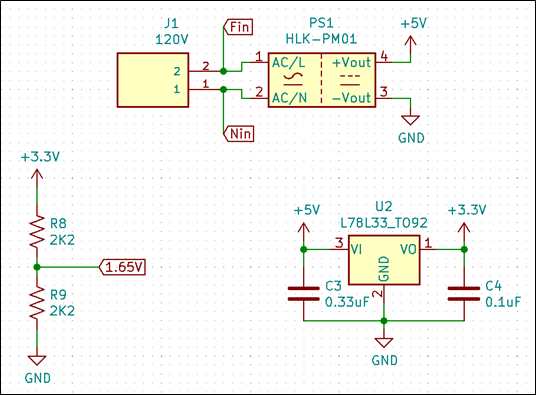 J1
120V
Fin
2 2
1 1
Nin
PS1
HLK-PM01
1 AC/L +Vout 4
2 AC/N -Vout 3
+5V
GND
+3.3V
R8
2K2
1.65V
R9
2K2
GND
U2
L78L33_TO92
+5V
+3.3V
3 VI VO 1
GND
2
C3
0.33uF
C4
0.1uF
GND